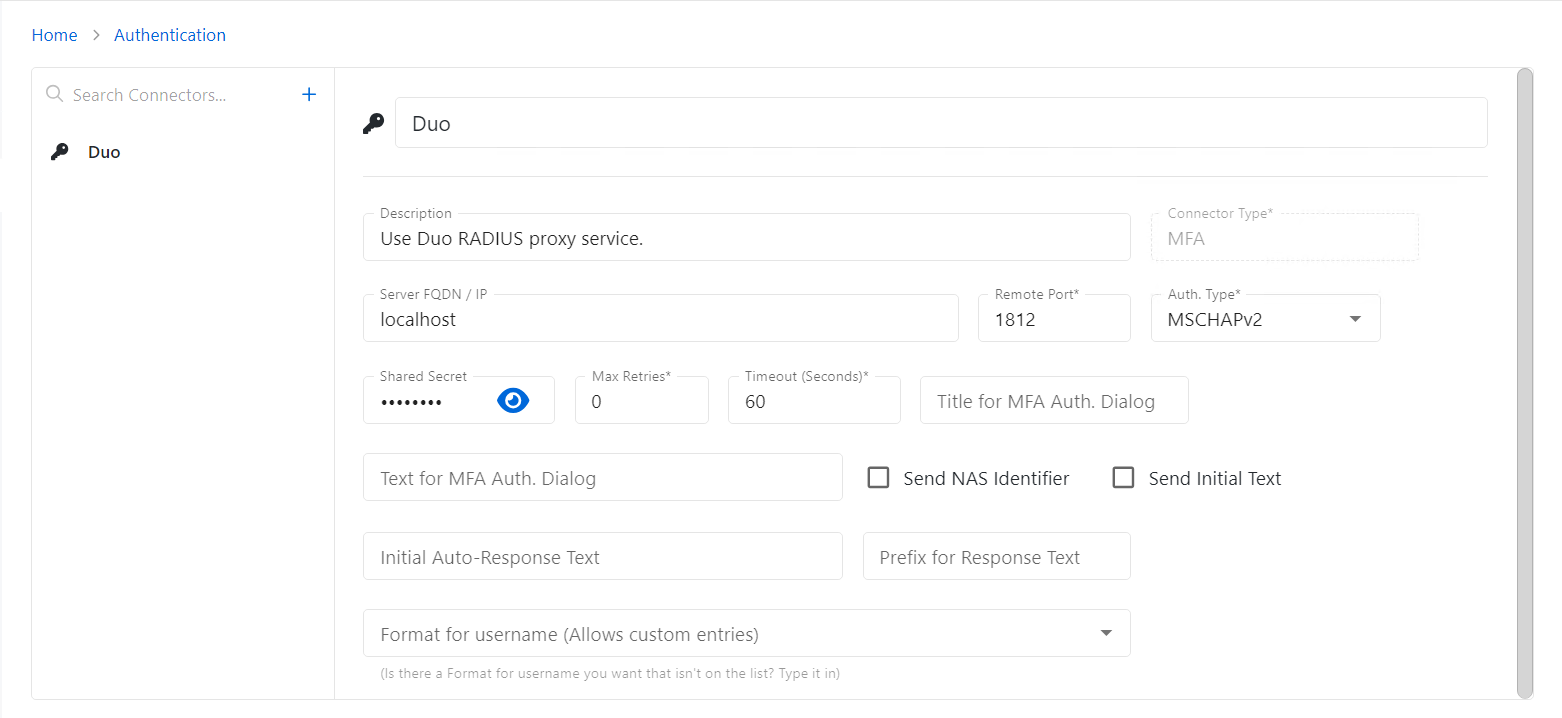 Home > Authentication
Search Connectors...
+
Duo
Duo
Description
Use Duo RADIUS proxy service.
Connector Type*
MFA
Server FQDN / IP
localhost
Remote Port*
1812
Auth. Type*
MSCHAPv2
Shared Secret
••••••••
Max Retries*
0
Timeout (Seconds)*
60
Title for MFA Auth. Dialog
Text for MFA Auth. Dialog
Send NAS Identifier
Send Initial Text
Initial Auto-Response Text
Prefix for Response Text
Format for username (Allows custom entries)
(Is there a Format for username you want that isn't on the list? Type it in)